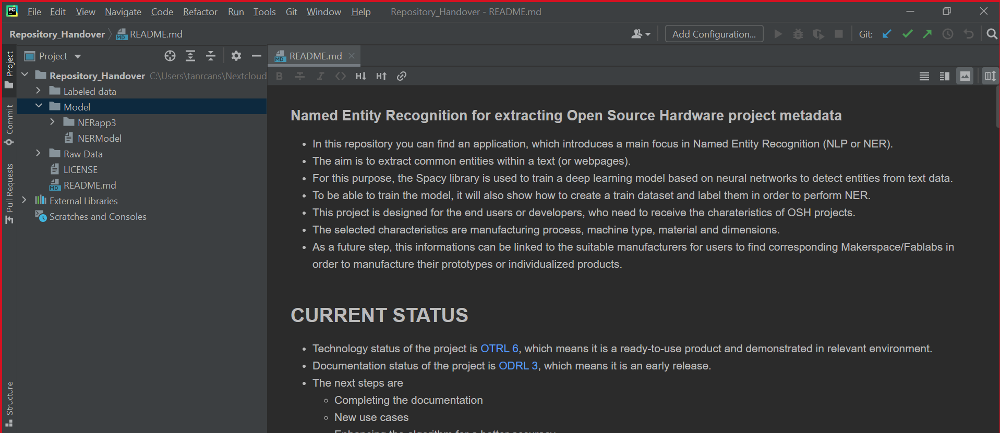 PC File Edit View Navigate Code Refactor Run Tools Git Window Help Repository_Handover - README.md
Repository_Handover README.md Add Configuration... Git:
Project README.md
Project
Commit
Pull Requests
Structure
Repository_Handover C:\Users\tanrcans\Nextcloud
Labeled data
Model
NERapp3
NERModel
Raw Data
LICENSE
README.md
External Libraries
Scratches and Consoles
Named Entity Recognition for extracting Open Source Hardware project metadata
• In this repository you can find an application, which introduces a main focus in Named Entity Recognition (NLP or NER).
• The aim is to extract common entities within a text (or webpages).
• For this purpose, the Spacy library is used to train a deep learning model based on neural netrworks to detect entities from text data.
• To be able to train the model, it will also show how to create a train dataset and label them in order to perform NER.
• This project is designed for the end users or developers, who need to receive the charateristics of OSH projects.
• The selected characteristics are manufacturing process, machine type, material and dimensions.
• As a future step, this informations can be linked to the suitable manufacturers for users to find corresponding Makerspace/Fablabs in
order to manufacture their prototypes or individualized products.
CURRENT STATUS
• Technology status of the project is OTRL 6, which means it is a ready-to-use product and demonstrated in relevant environment.
• Documentation status of the project is ODRL 3, which means it is an early release.
• The next steps are
◦ Completing the documentation
◦ New use cases
◦ Enhancing the algorithm for a better accuracy